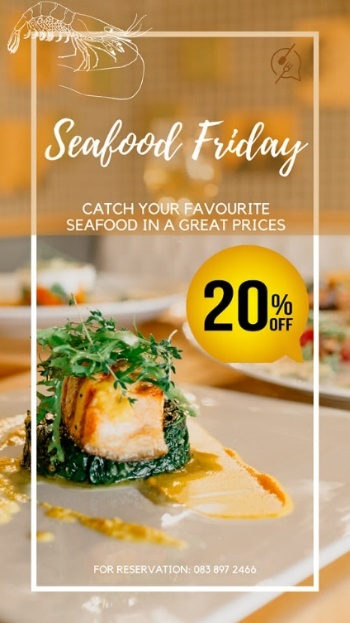 Seafood Friday
CATCH YOUR FAVOURITE
SEAFOOD IN A GREAT PRICES
20%
OFF
FOR RESERVATION: 083 897 2466